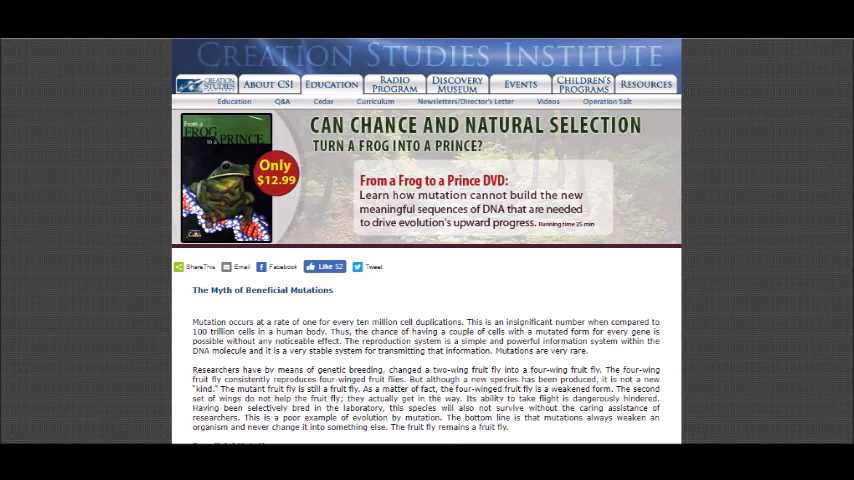 CREATION STUDIES INSTITUTE
CREATION STUDIES
ABOUT CSI
EDUCATION
RADIO PROGRAM
DISCOVERY MUSEUM
EVENTS
CHILDREN'S PROGRAMS
RESOURCES
Education Q&A Cedar Curriculum Newsletters/Director's Letter Videos Operation Salt
From a
FROG
to a PRINCE
Only
$12.99
CAN CHANCE AND NATURAL SELECTION
TURN A FROG INTO A PRINCE?
From a Frog to a Prince DVD:
Learn how mutation cannot build the new
meaningful sequences of DNA that are needed
to drive evolution's upward progress. Running time 25 min
ShareThis Email Facebook Like 52 Tweet
The Myth of Beneficial Mutations
Mutation occurs at a rate of one for every ten million cell duplications. This is an insignificant number when compared to
100 trillion cells in a human body. Thus, the chance of having a couple of cells with a mutated form for every gene is
possible without any noticeable effect. The reproduction system is a simple and powerful information system within the
DNA molecule and it is a very stable system for transmitting that information. Mutations are very rare.
Researchers have by means of genetic breeding, changed a two-wing fruit fly into a four-wing fruit fly. The four-wing
fruit fly consistently reproduces four-winged fruit flies. But although a new species has been produced, it is not a new
"kind." The mutant fruit fly is still a fruit fly. As a matter of fact, the four-winged fruit fly is a weakened form. The second
set of wings do not help the fruit fly; they actually get in the way. Its ability to take flight is dangerously hindered.
Having been selectively bred in the laboratory, this species will also not survive without the caring assistance of
researchers. This is a poor example of evolution by mutation. The bottom line is that mutations always weaken an
organism and never change it into something else. The fruit fly remains a fruit fly.